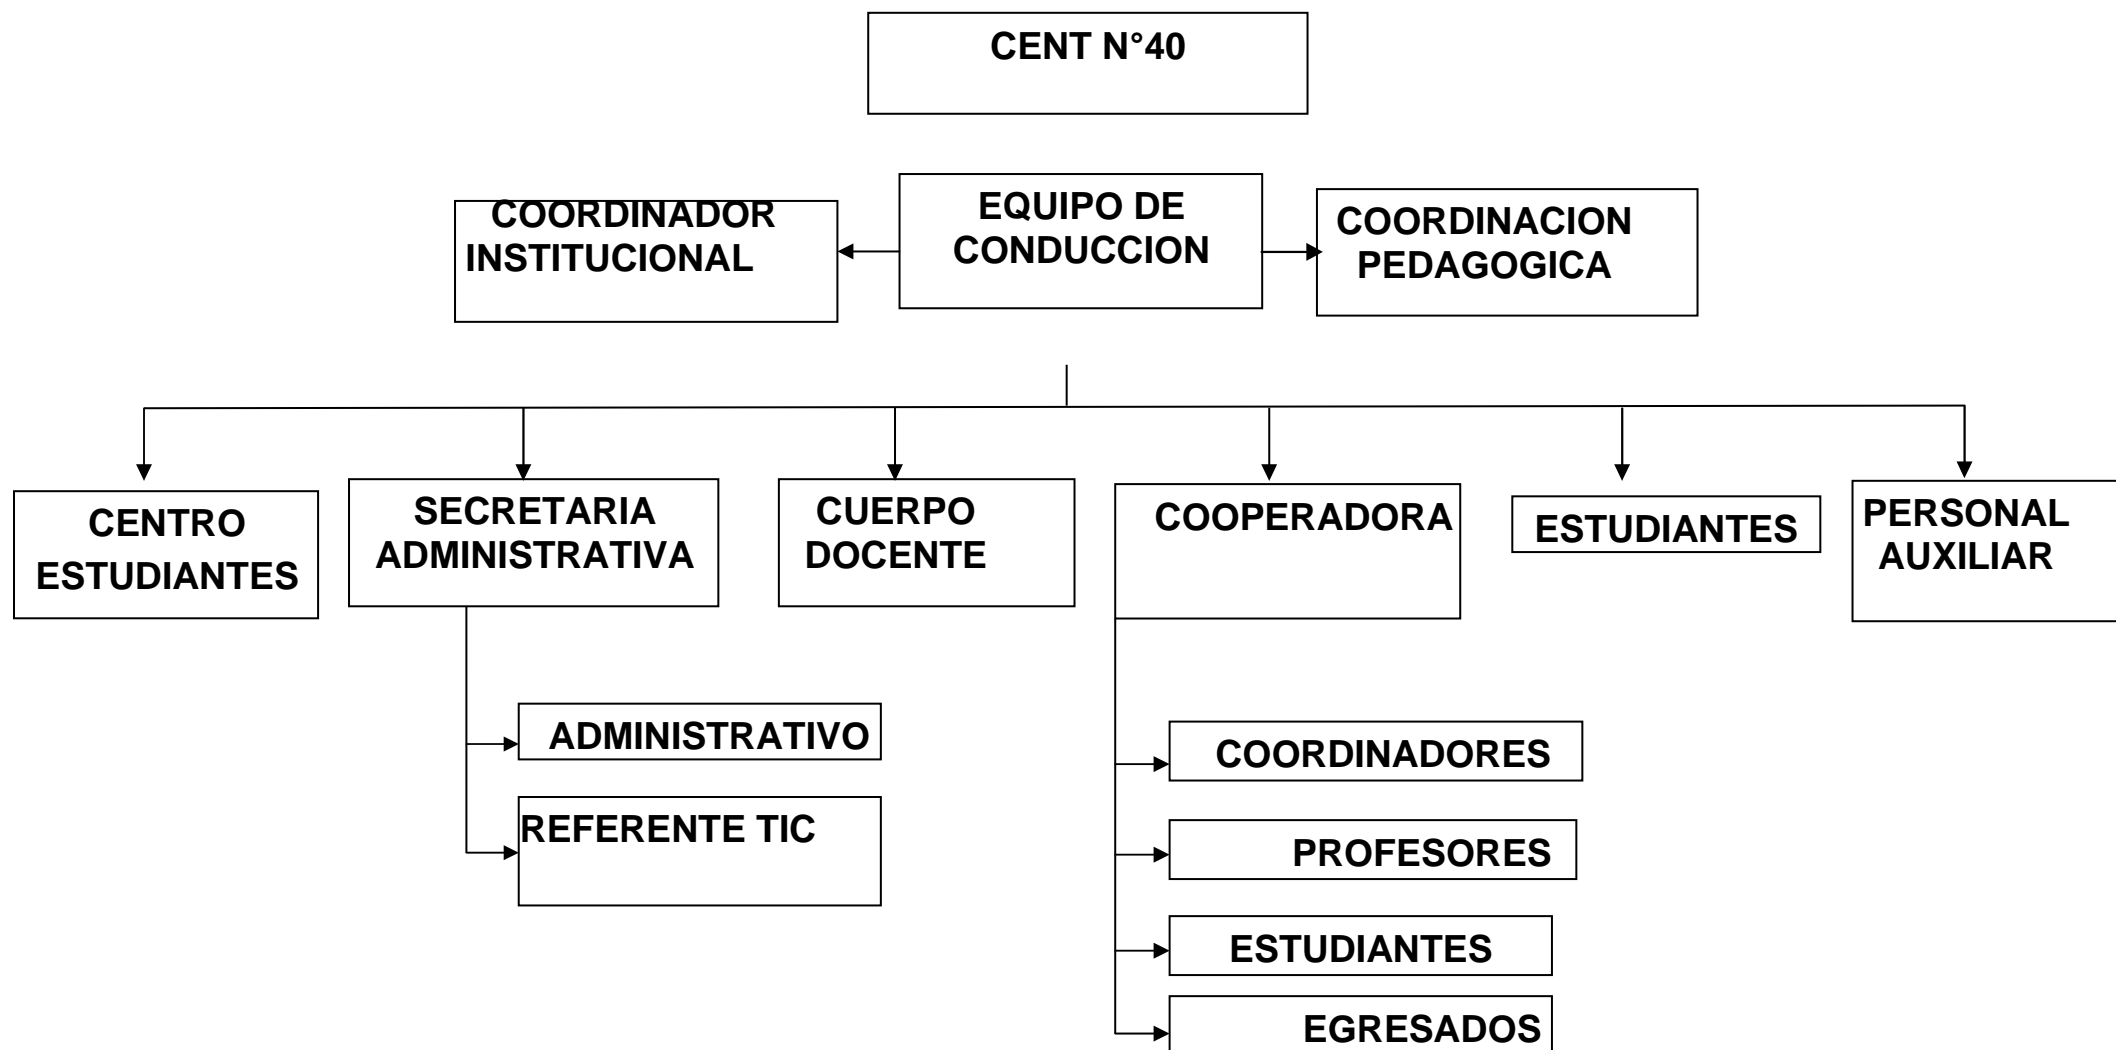 CENT N°40
COORDINADOR
INSTITUCIONAL
EQUIPO DE
CONDUCCION
COORDINACION
PEDAGOGICA
CENTRO
ESTUDIANTES
SECRETARIA
ADMINISTRATIVA
CUERPO
DOCENTE
COOPERADORA
ESTUDIANTES
PERSONAL
AUXILIAR
ADMINISTRATIVO
REFERENTE TIC
COORDINADORES
PROFESORES
ESTUDIANTES
EGRESADOS